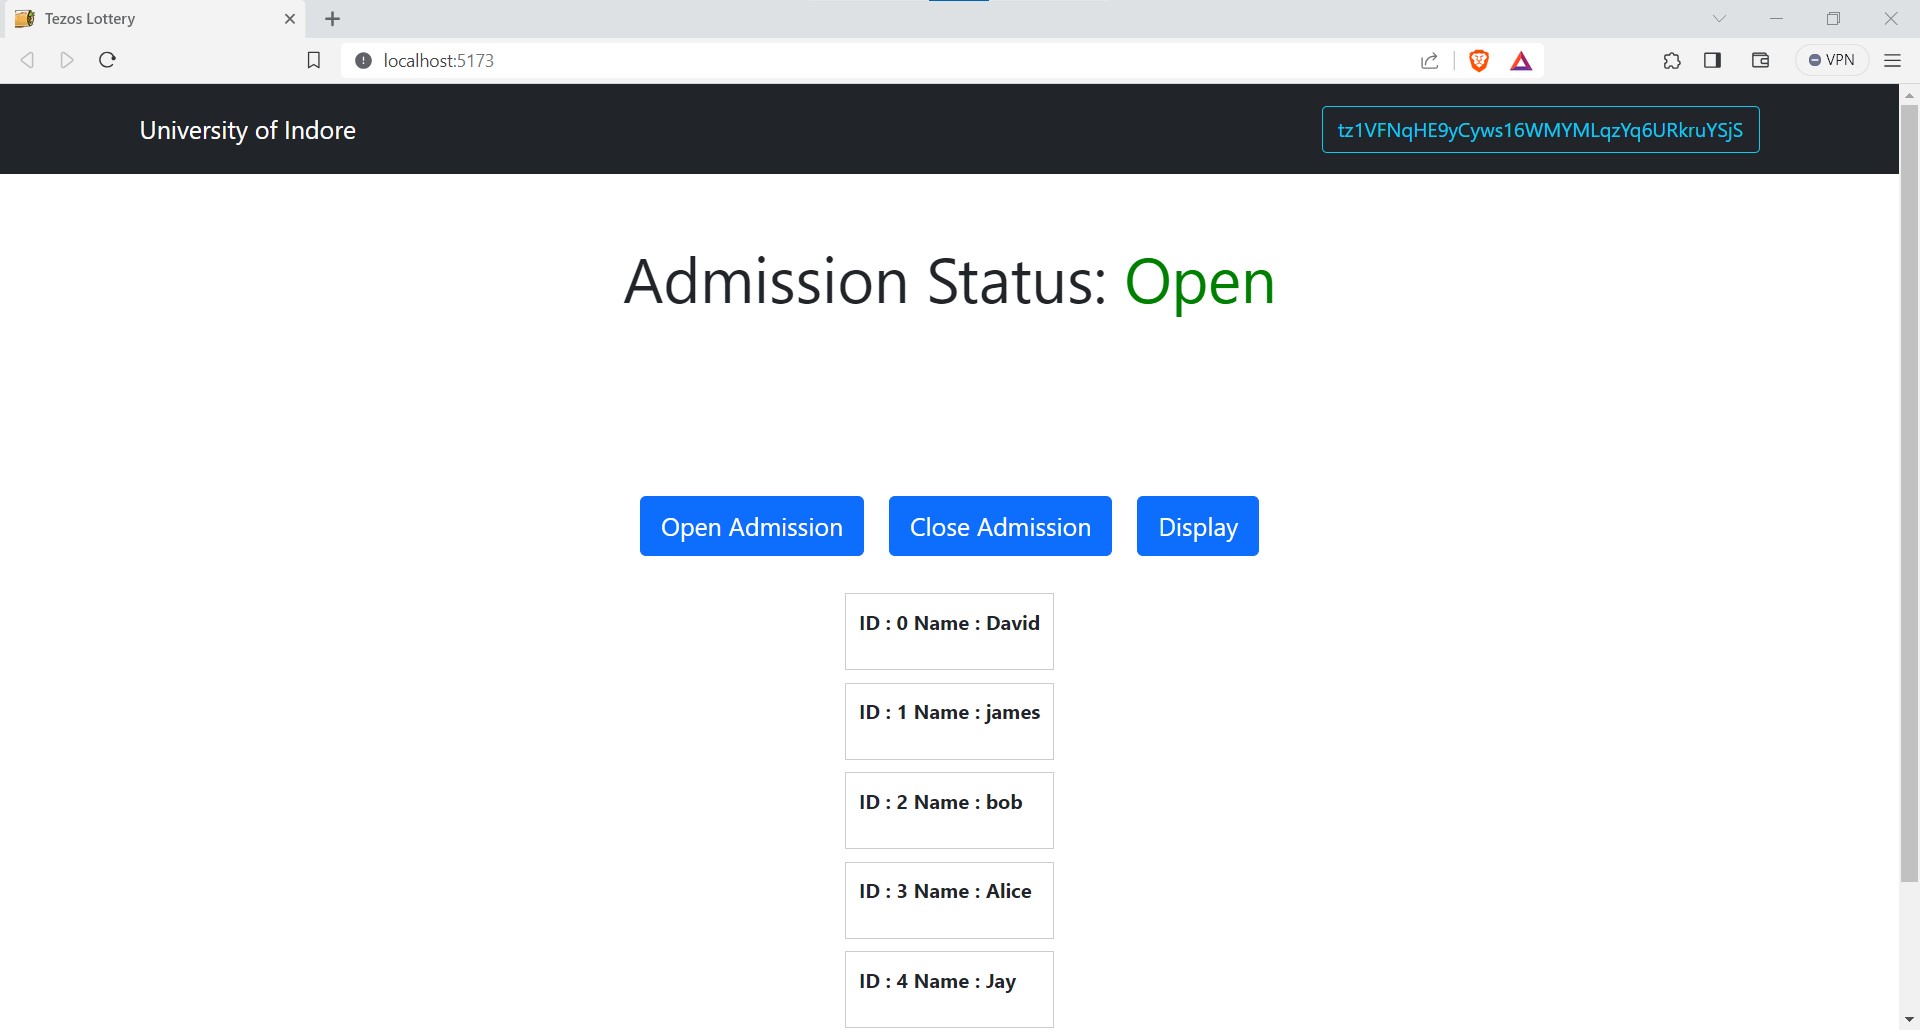 Tezos Lottery
localhost:5173
VPN
University of Indore
tz1VFNqHE9yCyws16WMYMLqzYq6URkruYSjS
Admission Status: Open
Open Admission
Close Admission
Display
ID : 0 Name : David
ID : 1 Name : james
ID : 2 Name : bob
ID : 3 Name : Alice
ID : 4 Name : Jay